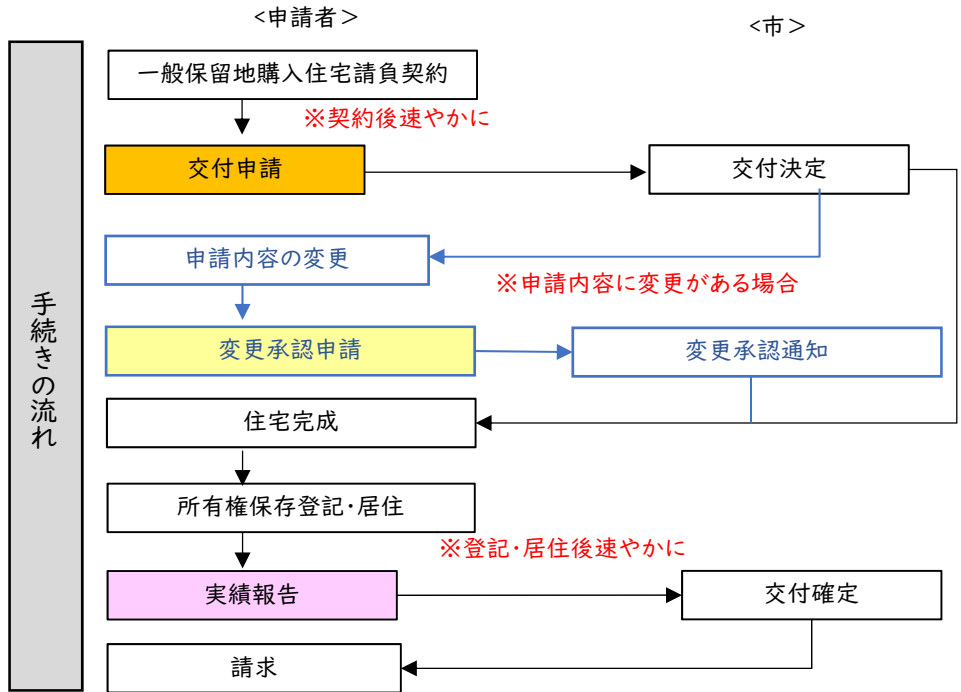 <申請者>
<市>
手続きの流れ
一般保留地購入住宅請負契約
※契約後速やかに
交付申請
交付決定
申請内容の変更
※申請内容に変更がある場合
変更承認申請
変更承認通知
住宅完成
所有権保存登記・居住
※登記・居住後速やかに
実績報告
交付確定
請求